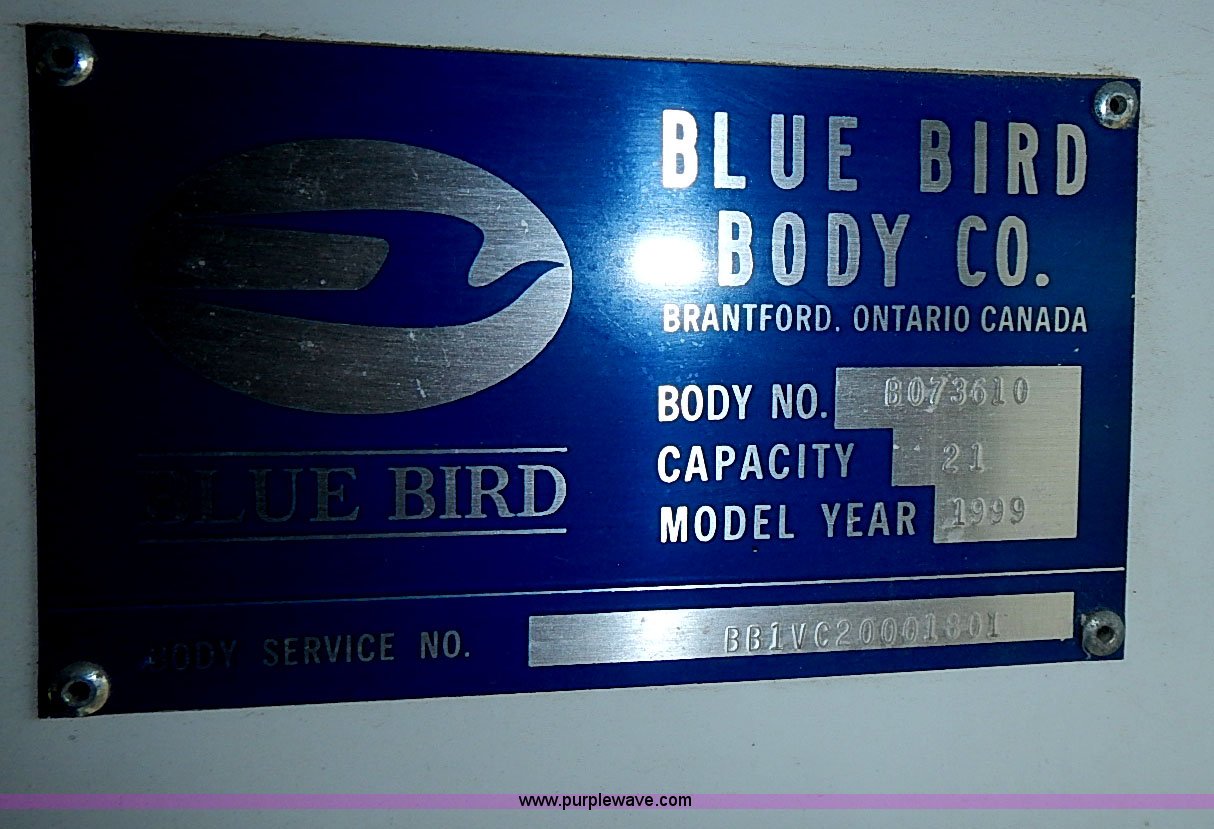 BLUE BIRD
BODY CO.
BRANTFORD. ONTARIO CANADA
BODY NO. B073610
CAPACITY 21
MODEL YEAR 1999
BLUE BIRD
BODY SERVICE NO. BB1VC20001801
www.purplewave.com